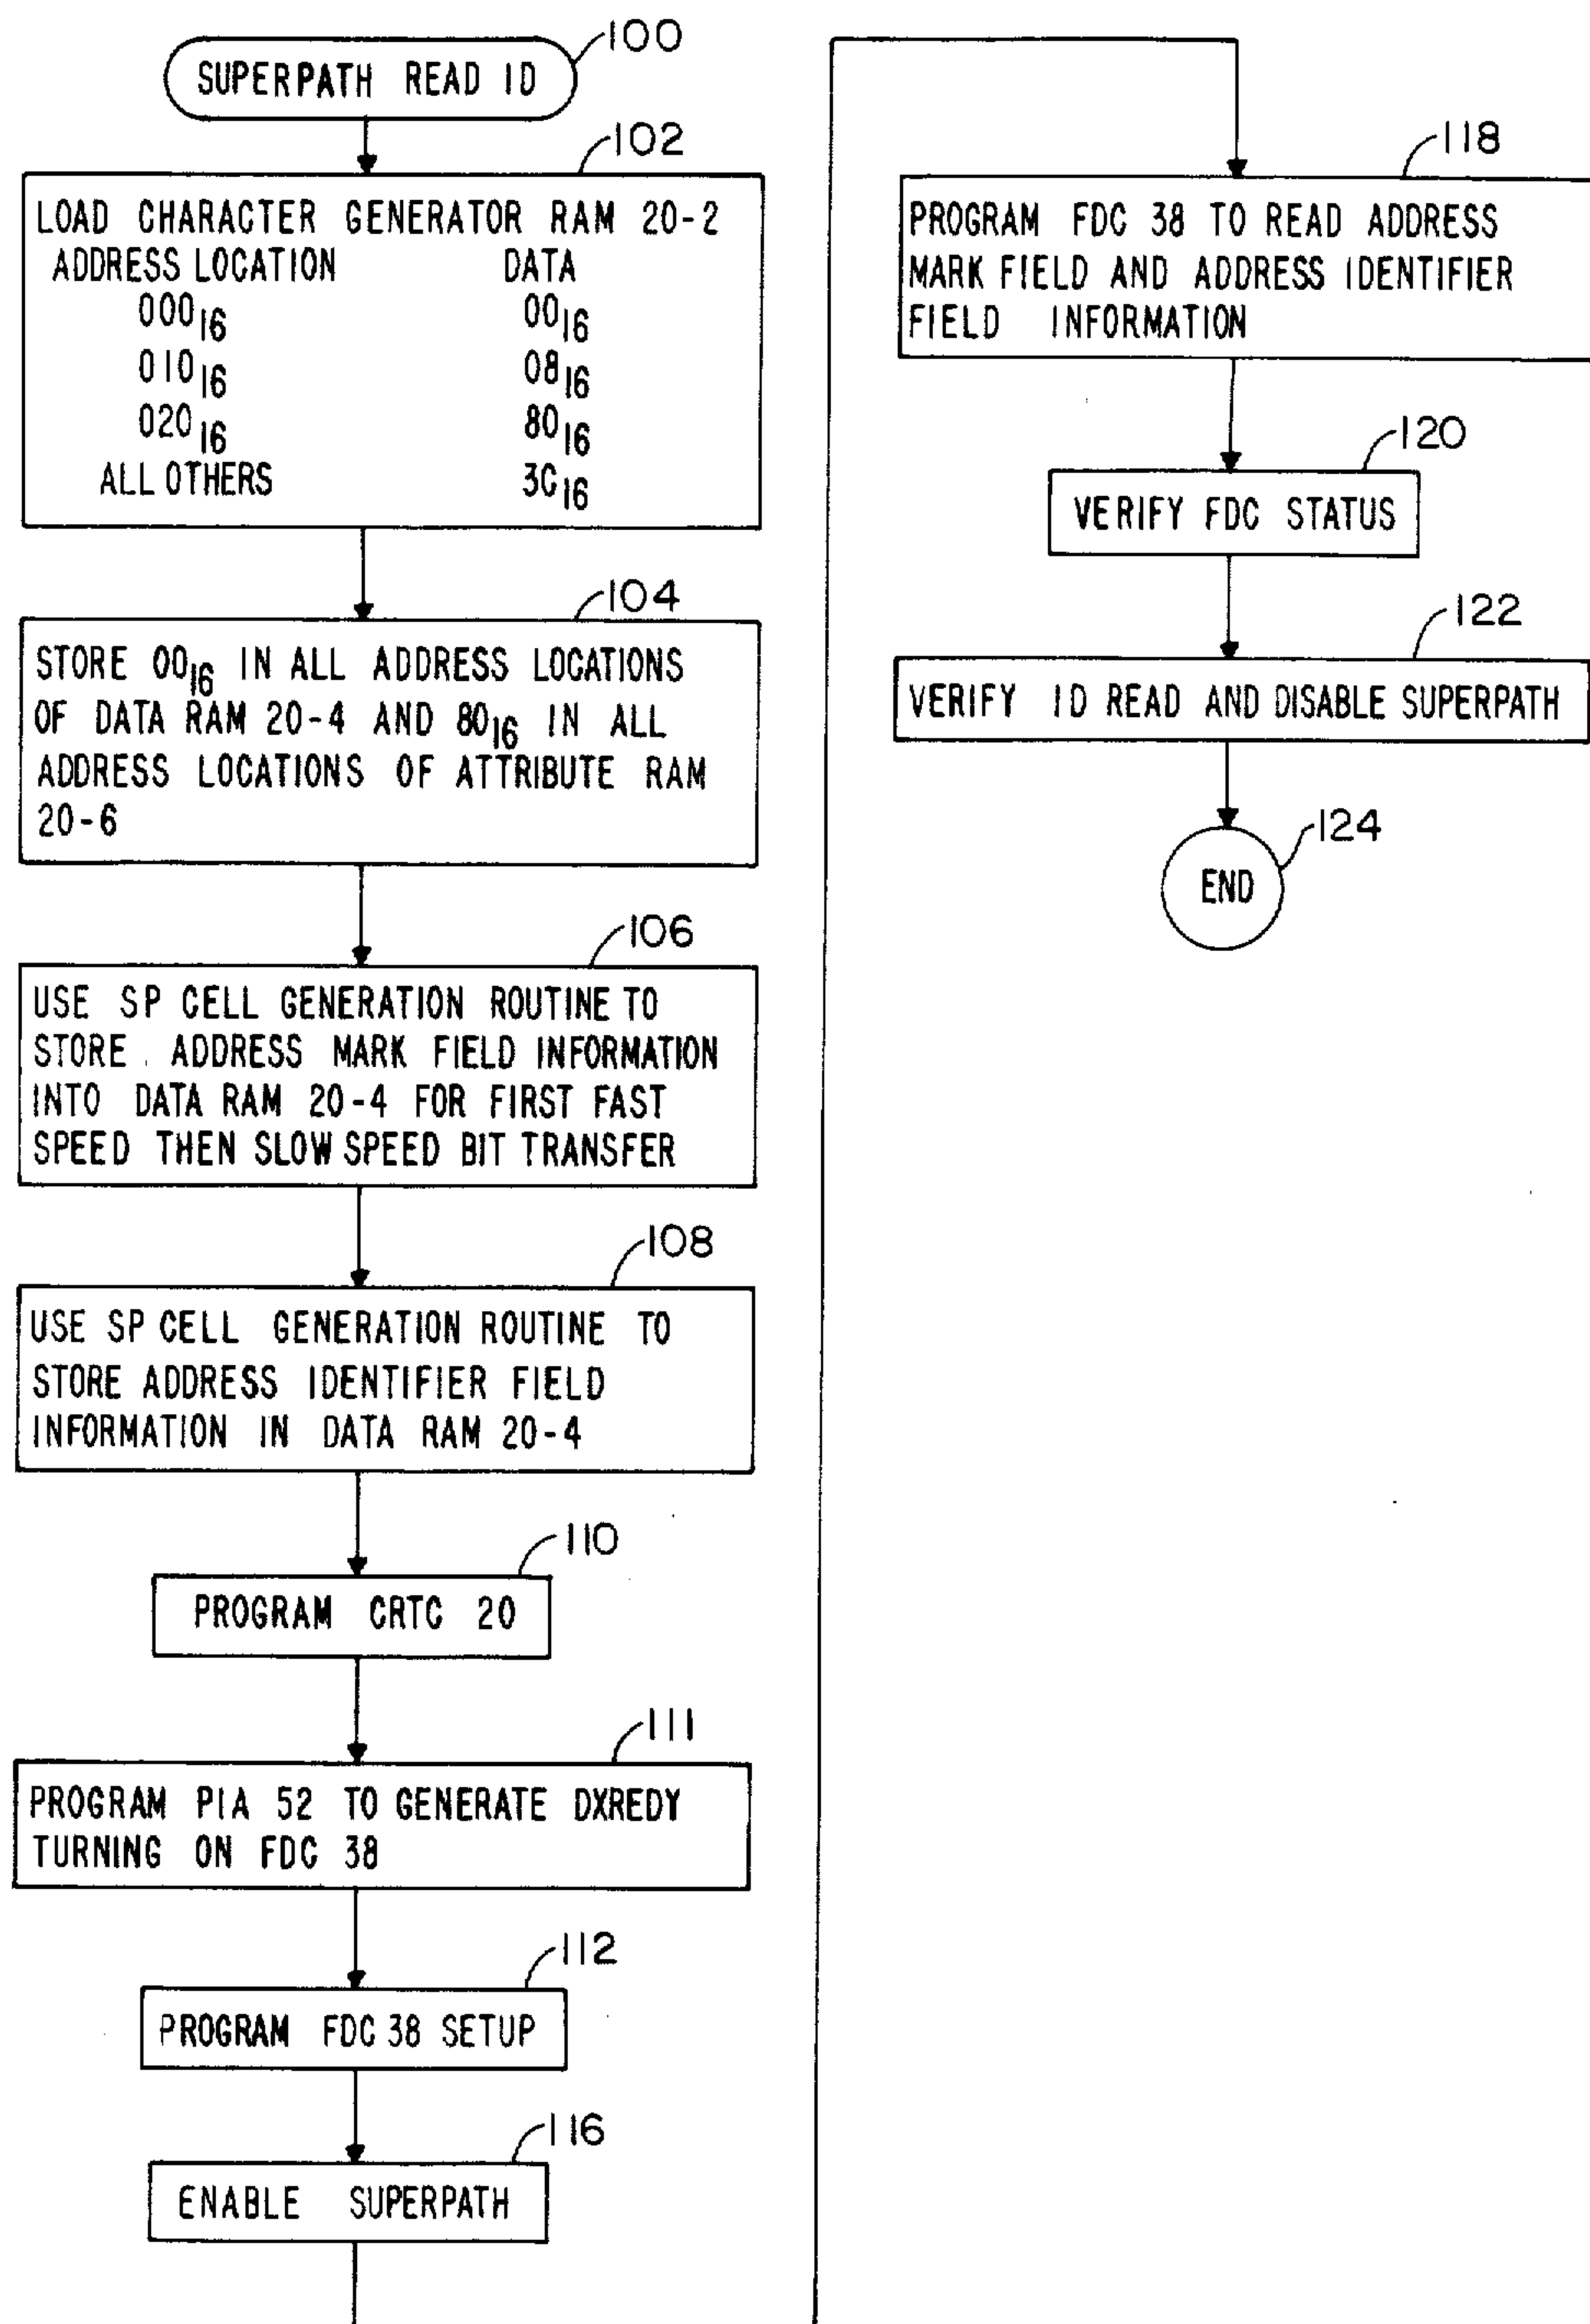 100
SUPERPATH READ ID
102
LOAD CHARACTER GENERATOR RAM 20-2
ADDRESS LOCATION DATA
000₁₆ 00₁₆
010₁₆ 08₁₆
020₁₆ 80₁₆
ALL OTHERS 3C₁₆
104
STORE 00₁₆ IN ALL ADDRESS LOCATIONS
OF DATA RAM 20-4 AND 80₁₆ IN ALL
ADDRESS LOCATIONS OF ATTRIBUTE RAM
20-6
106
USE SP CELL GENERATION ROUTINE TO
STORE ADDRESS MARK FIELD INFORMATION
INTO DATA RAM 20-4 FOR FIRST FAST
SPEED THEN SLOW SPEED BIT TRANSFER
108
USE SP CELL GENERATION ROUTINE TO
STORE ADDRESS IDENTIFIER FIELD
INFORMATION IN DATA RAM 20-4
110
PROGRAM CRTC 20
111
PROGRAM PIA 52 TO GENERATE DXREDY
TURNING ON FDC 38
112
PROGRAM FDC 38 SETUP
116
ENABLE SUPERPATH
118
PROGRAM FDC 38 TO READ ADDRESS
MARK FIELD AND ADDRESS IDENTIFIER
FIELD INFORMATION
120
VERIFY FDC STATUS
122
VERIFY ID READ AND DISABLE SUPERPATH
124
END